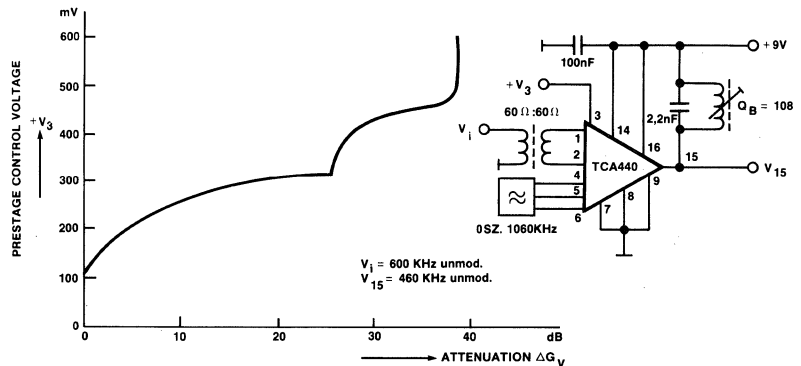 mV
600
500
400
300
200
100
0
0
10
20
30
40
dB
PRESTAGE CONTROL VOLTAGE
+V3
ATTENUATION ΔGV
Vi = 600 KHz unmod.
V15 = 460 KHz unmod.
100nF
+9V
+V3
60 Ω:60 Ω
Vi
3
14
2,2nF
QB = 108
1
2
TCA440
16
15
V15
4
5
6
9
8
7
≈
OSZ. 1060KHz